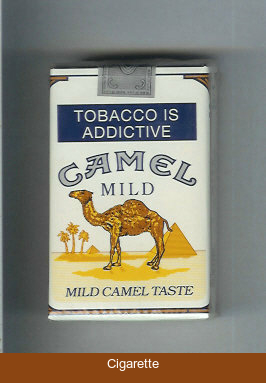 TOBACCO IS
ADDICTIVE
CAMEL
MILD
MILD CAMEL TASTE
Cigarette